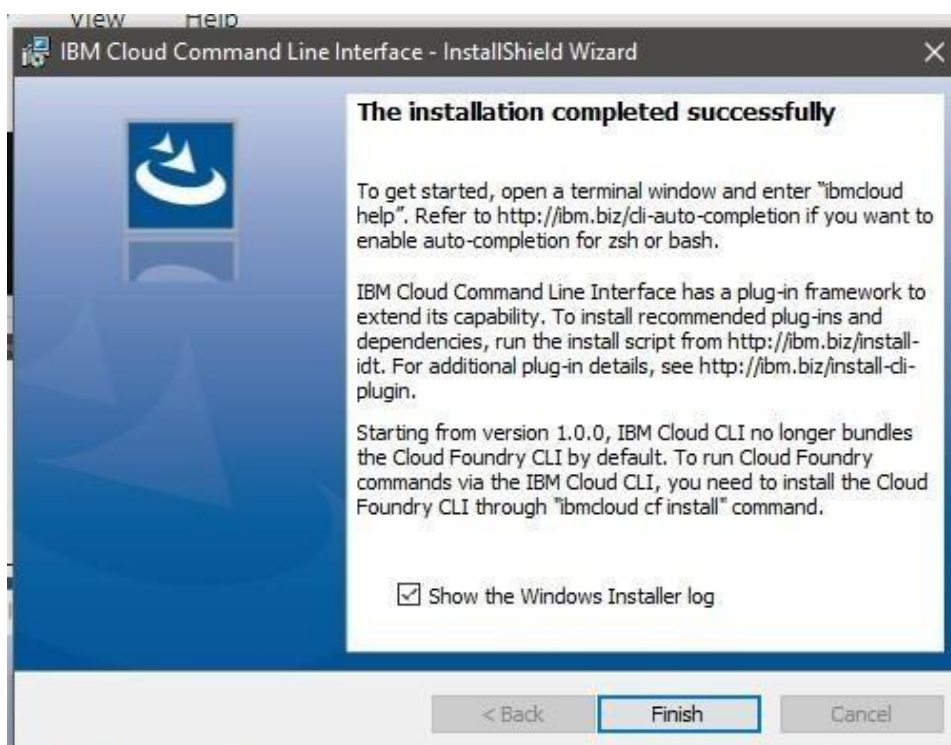 View Help
IBM Cloud Command Line Interface - InstallShield Wizard
The installation completed successfully
To get started, open a terminal window and enter "ibmcloud
help". Refer to http://ibm.biz/cli-auto-completion if you want to
enable auto-completion for zsh or bash.
IBM Cloud Command Line Interface has a plug-in framework to
extend its capability. To install recommended plug-ins and
dependencies, run the install script from http://ibm.biz/install-
idt. For additional plug-in details, see http://ibm.biz/install-cli-
plugin.
Starting from version 1.0.0, IBM Cloud CLI no longer bundles
the Cloud Foundry CLI by default. To run Cloud Foundry
commands via the IBM Cloud CLI, you need to install the Cloud
Foundry CLI through "ibmcloud cf install" command.
Show the Windows Installer log
< Back Finish Cancel